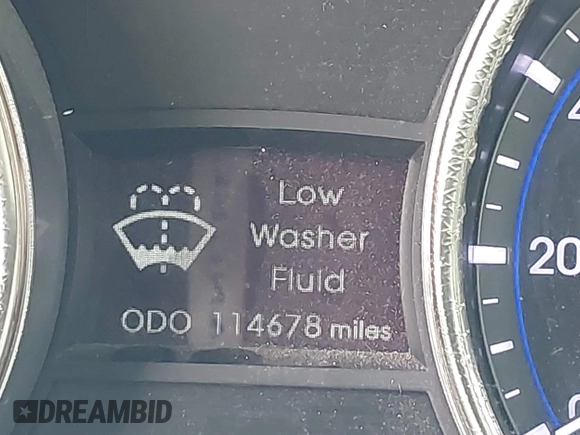 Low
Washer
Fluid
ODO 114678 miles
20
DREAMBID